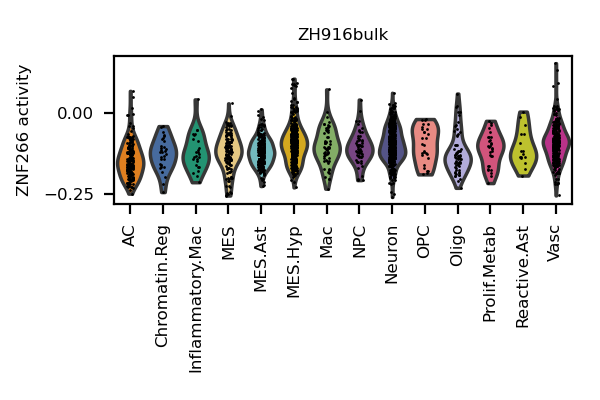 ZH916bulk
ZNF266 activity
0.00
−0.25
AC
Chromatin.Reg
Inflammatory.Mac
MES
MES.Ast
MES.Hyp
Mac
NPC
Neuron
OPC
Oligo
Prolif.Metab
Reactive.Ast
Vasc